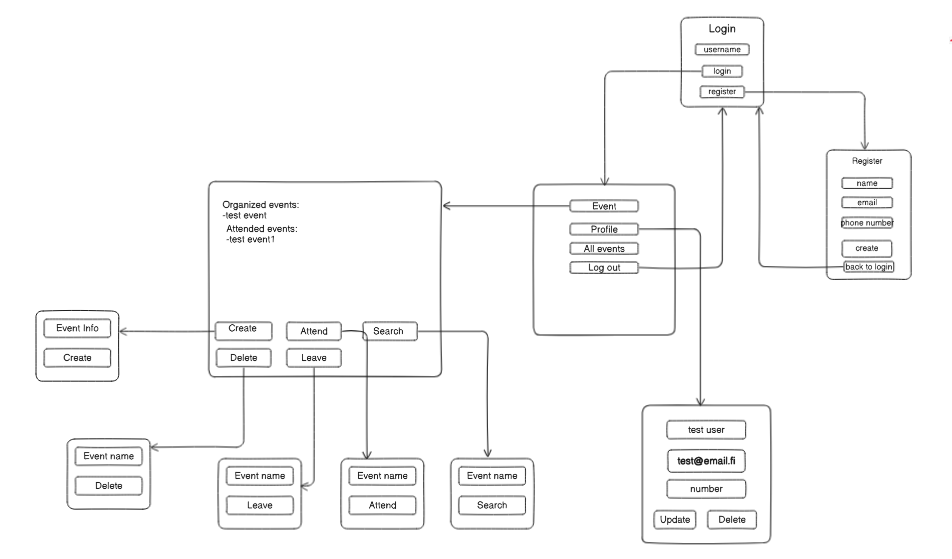 Login
username
login
register
Register
name
email
phone number
create
back to login
Event
Profile
All events
Log out
Organized events:
-test event
Attended events:
-test event1
Create
Attend
Search
Delete
Leave
Event Info
Create
Event name
Delete
Event name
Leave
Event name
Attend
Event name
Search
test user
test@email.fi
number
Update
Delete